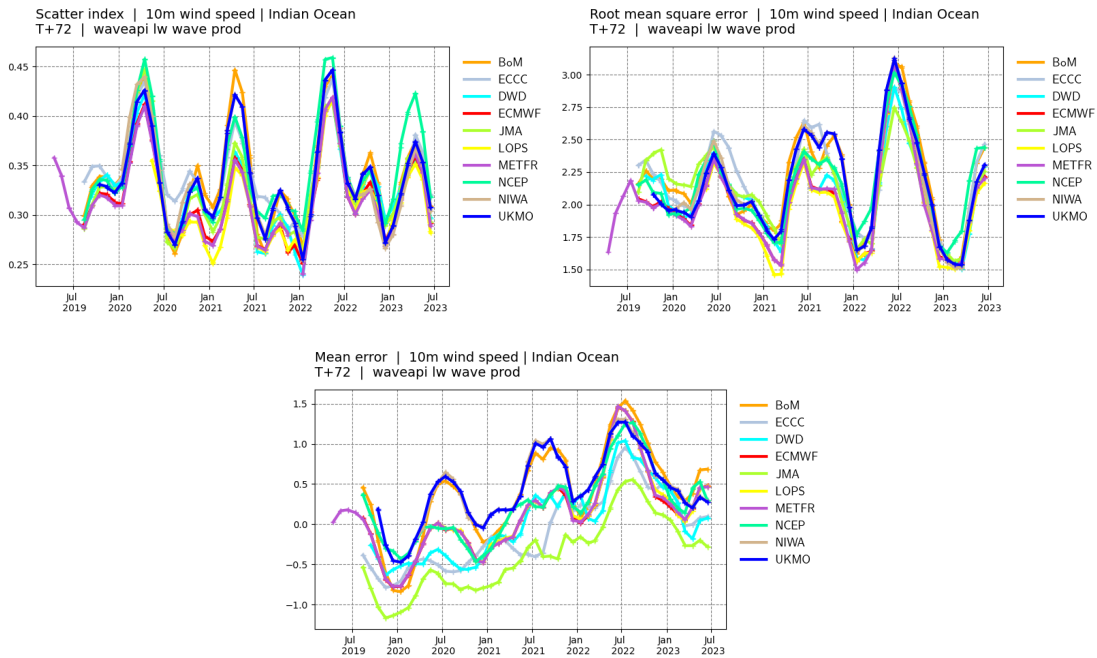 Scatter index | 10m wind speed | Indian Ocean
T+72 | waveapi lw wave prod
0.45
0.40
0.35
0.30
0.25
Jul 2019
Jan 2020
Jul 2020
Jan 2021
Jul 2021
Jan 2022
Jul 2022
Jan 2023
Jul 2023
BoM
ECCC
DWD
ECMWF
JMA
LOPS
METFR
NCEP
NIWA
UKMO
Root mean square error | 10m wind speed | Indian Ocean
T+72 | waveapi lw wave prod
3.00
2.75
2.50
2.25
2.00
1.75
1.50
Jul 2019
Jan 2020
Jul 2020
Jan 2021
Jul 2021
Jan 2022
Jul 2022
Jan 2023
Jul 2023
BoM
ECCC
DWD
ECMWF
JMA
LOPS
METFR
NCEP
NIWA
UKMO
Mean error | 10m wind speed | Indian Ocean
T+72 | waveapi lw wave prod
1.5
1.0
0.5
0.0
−0.5
−1.0
Jul 2019
Jan 2020
Jul 2020
Jan 2021
Jul 2021
Jan 2022
Jul 2022
Jan 2023
Jul 2023
BoM
ECCC
DWD
ECMWF
JMA
LOPS
METFR
NCEP
NIWA
UKMO